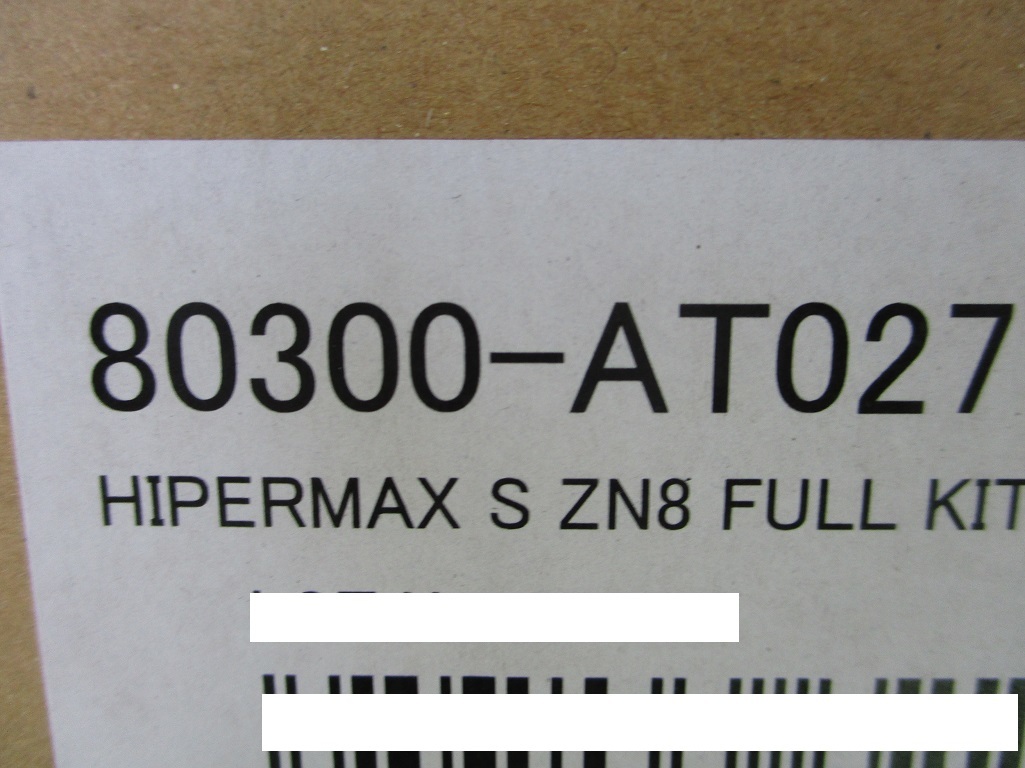 80300-AT027
HIPERMAX S ZN8 FULL KIT